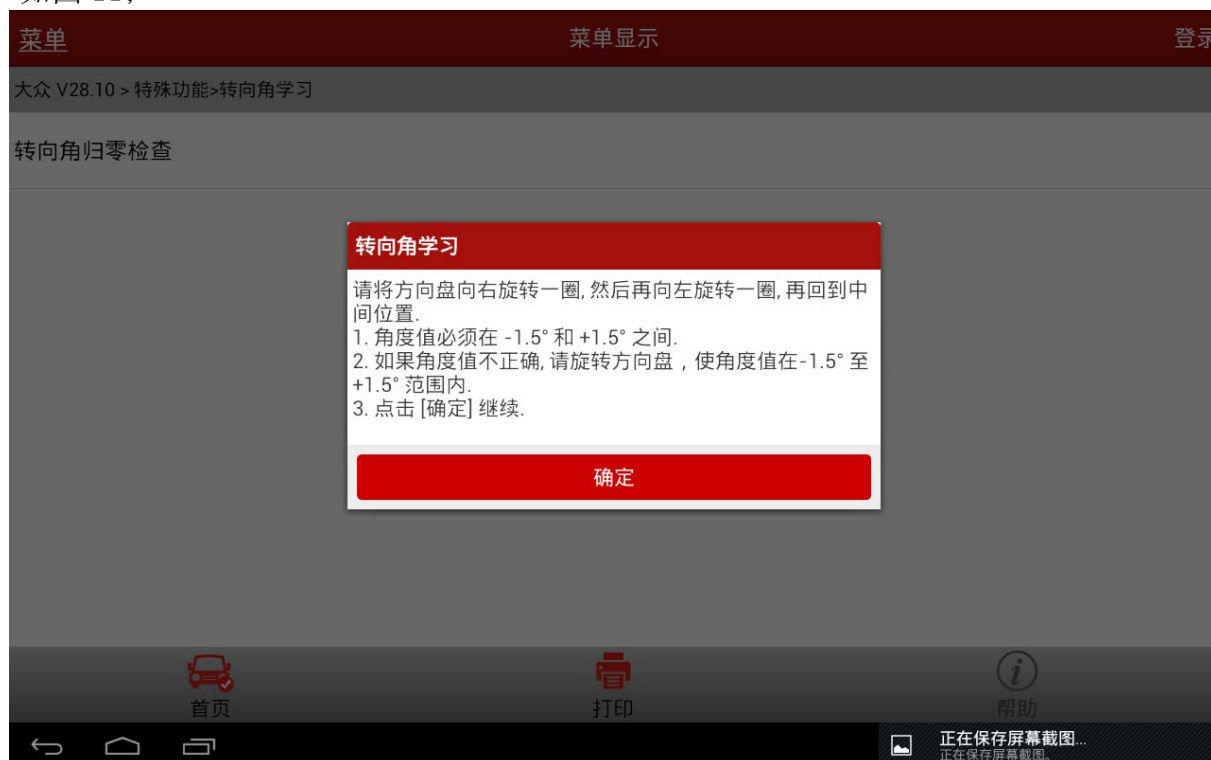 菜单
菜单显示
登录
大众 V28.10 > 特殊功能>转向角学习
转向角归零检查
转向角学习
请将方向盘向右旋转一圈, 然后再向左旋转一圈, 再回到中
间位置.
1. 角度值必须在 -1.5° 和 +1.5° 之间.
2. 如果角度值不正确, 请旋转方向盘，使角度值在-1.5° 至
+1.5° 范围内.
3. 点击 [确定] 继续.
确定
首页
打印
帮助
正在保存屏幕截图...
正在保存屏幕截图。